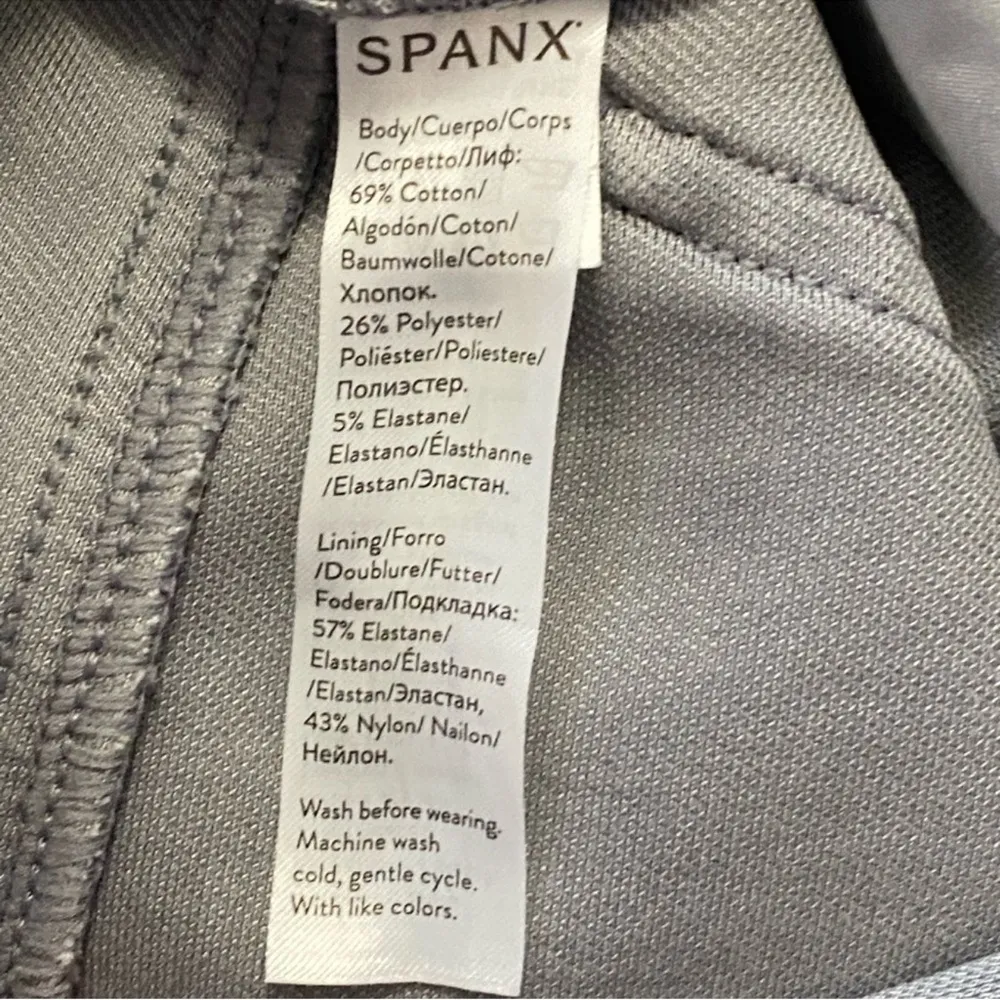 SPANX
Body/Cuerpo/Corps
/Corpetto/Лиф:
69% Cotton/
Algodón/Coton/
Baumwolle/Cotone/
Хлопок.
26% Polyester/
Poliéster/Poliestere/
Полиэстер.
5% Elastane/
Elastano/Élasthanne
/Elastan/Эластан.
Lining/Forro
/Doublure/Futter/
Fodera/Подкладка:
57% Elastane/
Elastano/Élasthanne
/Elastan/Эластан,
43% Nylon/ Nailon/
Нейлон.
Wash before wearing.
Machine wash
cold, gentle cycle.
With like colors.